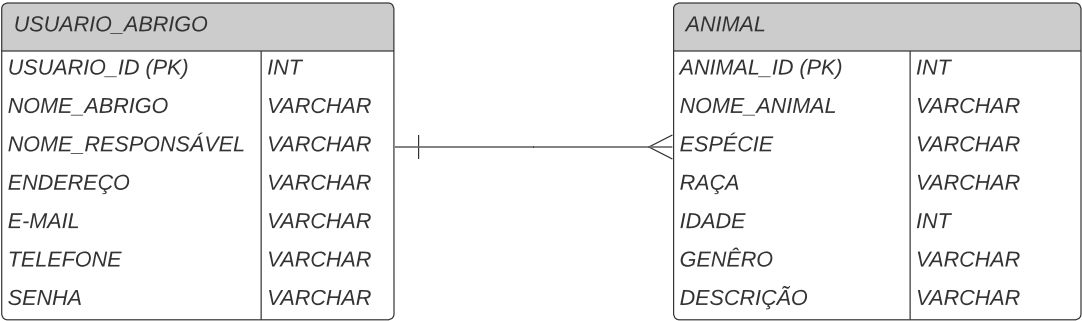 USUARIO_ABRIGO
USUARIO_ID (PK) INT
NOME_ABRIGO VARCHAR
NOME_RESPONSÁVEL VARCHAR
ENDEREÇO VARCHAR
E-MAIL VARCHAR
TELEFONE VARCHAR
SENHA VARCHAR
ANIMAL
ANIMAL_ID (PK) INT
NOME_ANIMAL VARCHAR
ESPÉCIE VARCHAR
RAÇA VARCHAR
IDADE INT
GENÊRO VARCHAR
DESCRIÇÃO VARCHAR